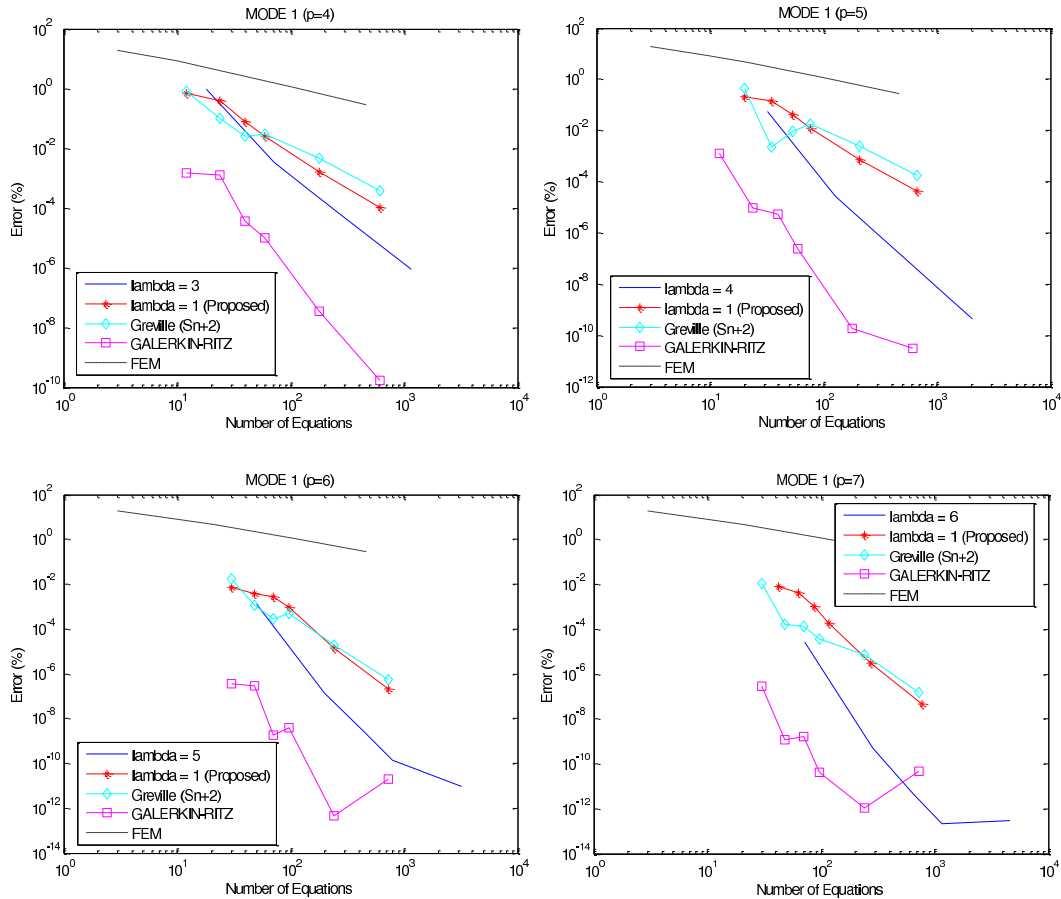 MODE 1 (p=4)
10^2
10^0
10^-2
10^-4
10^-6
10^-8
10^-10
Error (%)
lambda = 3
lambda = 1 (Proposed)
Greville (Sn+2)
GALERKIN-RITZ
FEM
10^0 10^1 10^2 10^3 10^4
Number of Equations
MODE 1 (p=5)
10^2
10^0
10^-2
10^-4
10^-6
10^-8
10^-10
10^-12
Error (%)
lambda = 4
lambda = 1 (Proposed)
Greville (Sn+2)
GALERKIN-RITZ
FEM
10^0 10^1 10^2 10^3 10^4
Number of Equations
MODE 1 (p=6)
10^2
10^0
10^-2
10^-4
10^-6
10^-8
10^-10
10^-12
10^-14
Error (%)
lambda = 5
lambda = 1 (Proposed)
Greville (Sn+2)
GALERKIN-RITZ
FEM
10^0 10^1 10^2 10^3 10^4
Number of Equations
MODE 1 (p=7)
10^2
10^0
10^-2
10^-4
10^-6
10^-8
10^-10
10^-12
10^-14
Error (%)
lambda = 6
lambda = 1 (Proposed)
Greville (Sn+2)
GALERKIN-RITZ
FEM
10^0 10^1 10^2 10^3 10^4
Number of Equations